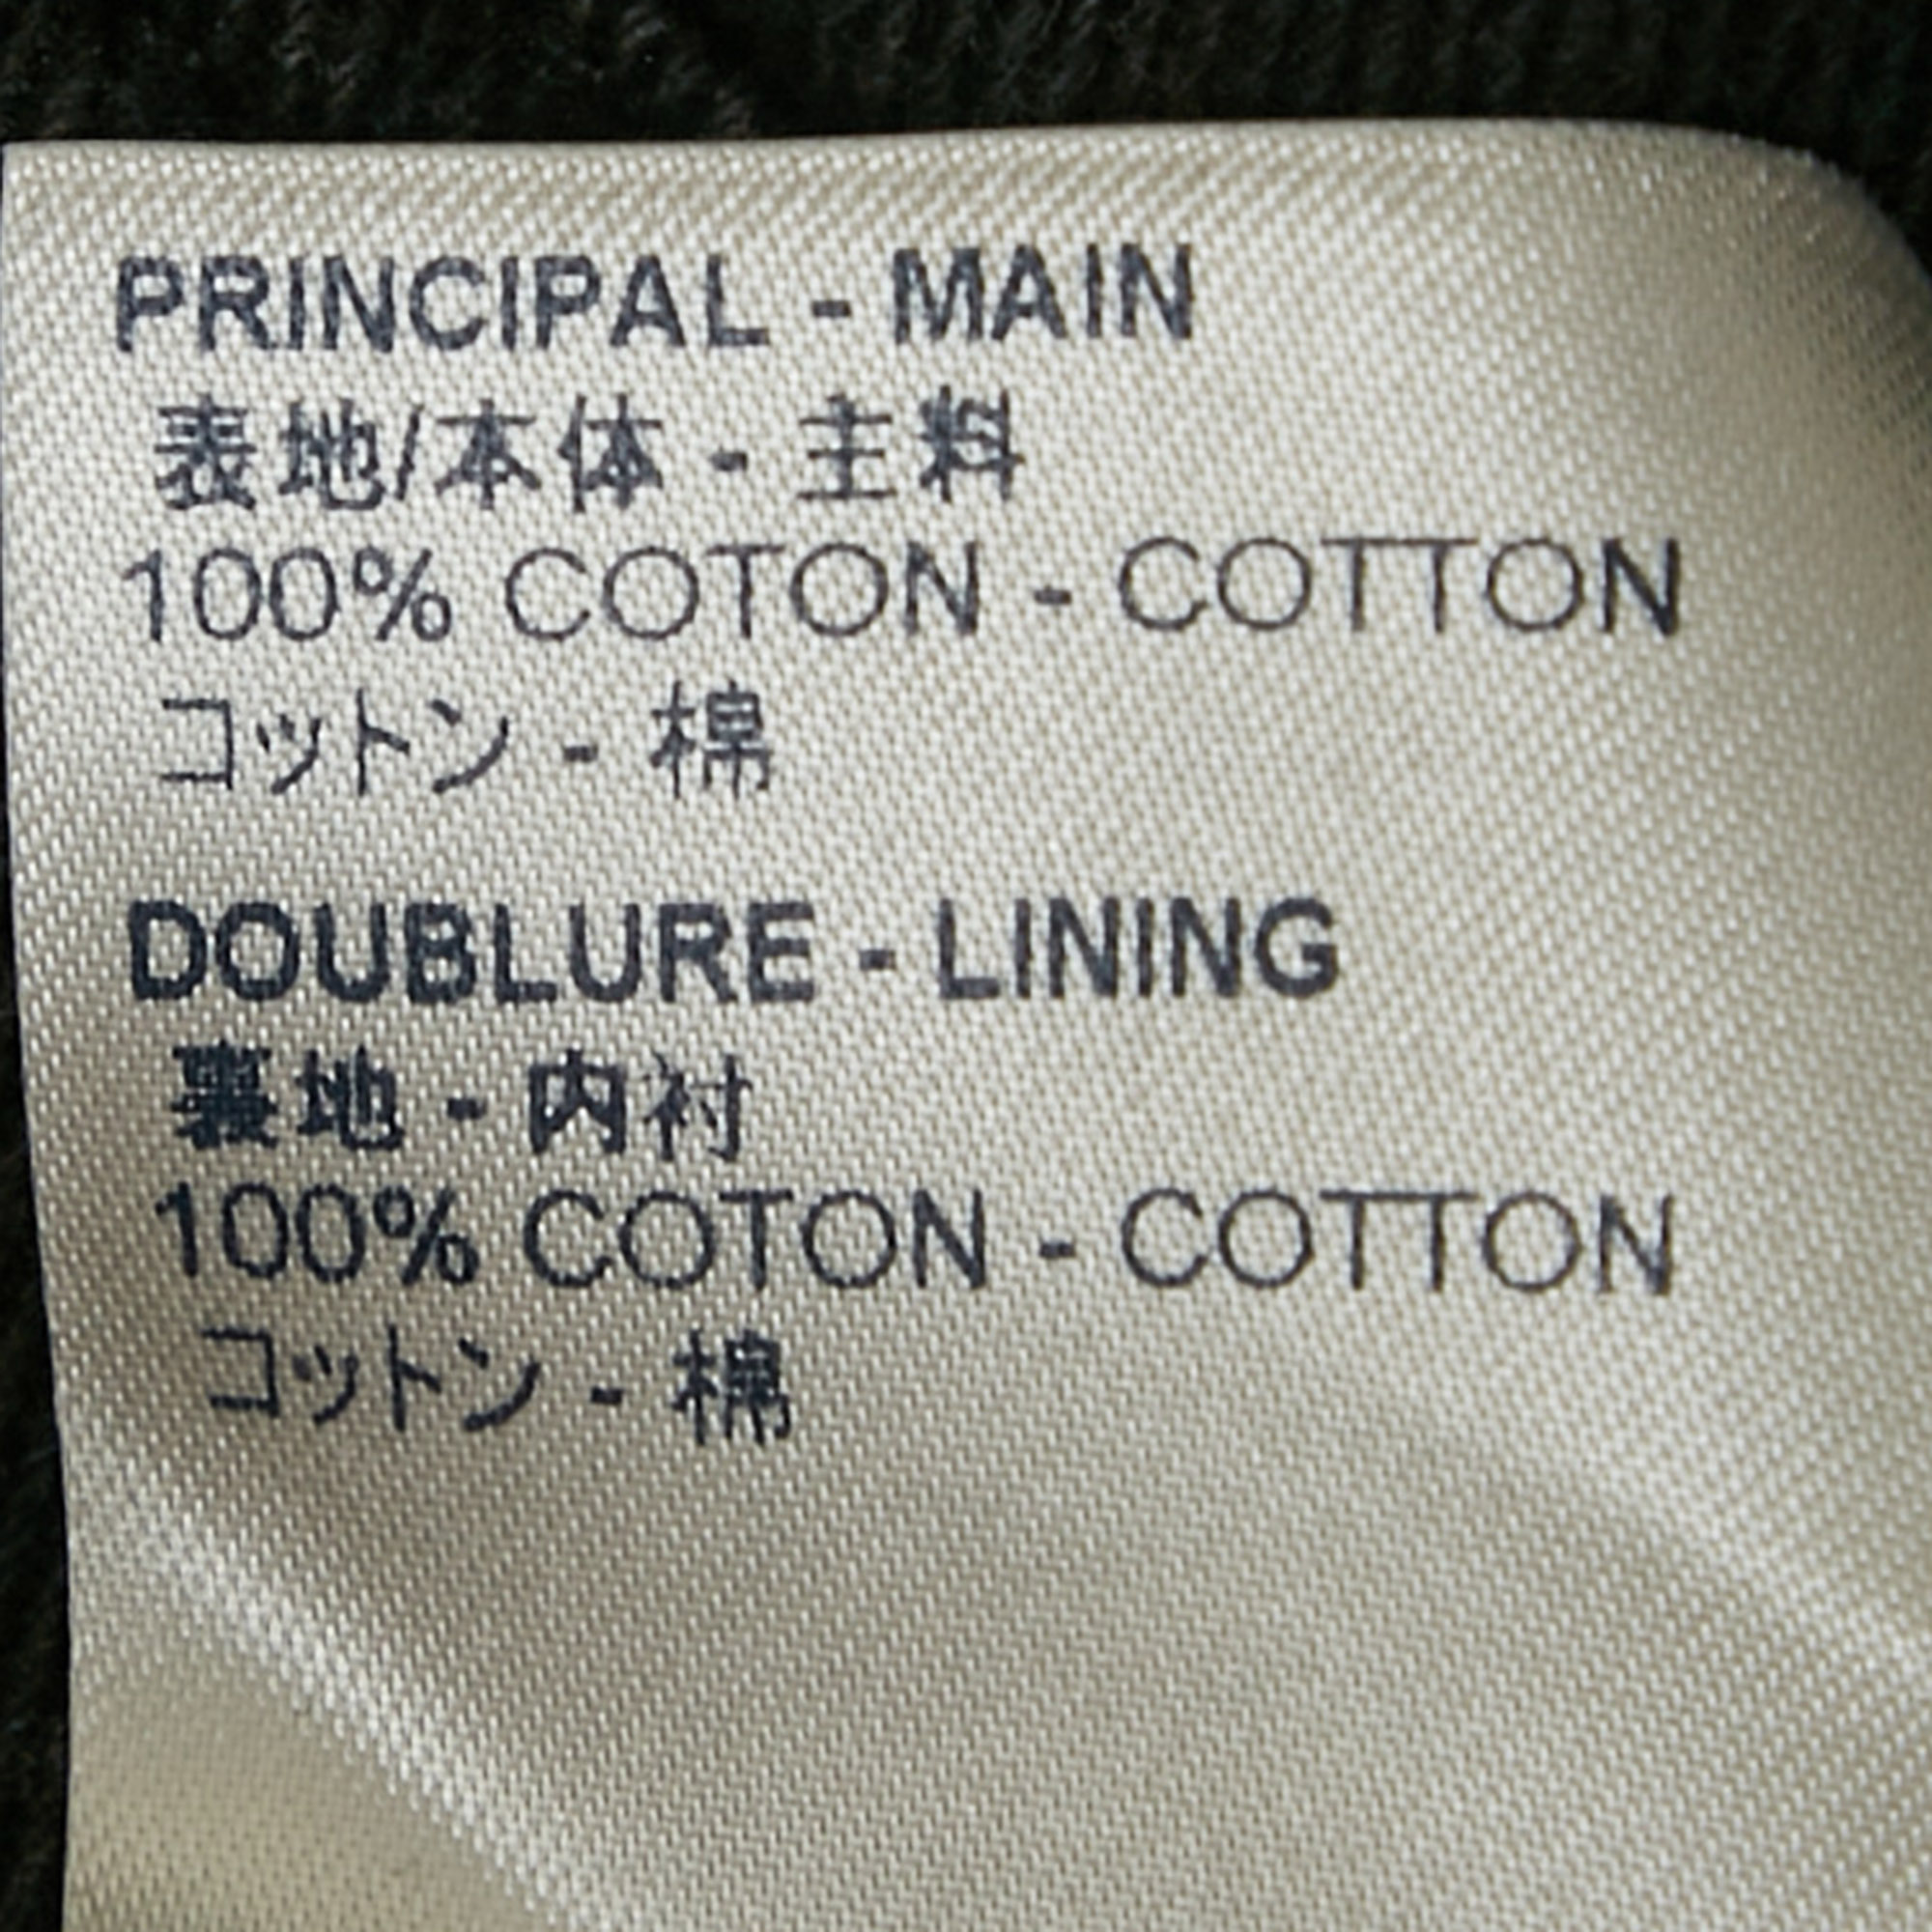 PRINCIPAL - MAIN
表地/本体 - 主料
100% COTON - COTTON
コットン - 棉
DOUBLURE - LINING
裏地 - 内衬
100% COTON - COTTON
コットン - 棉